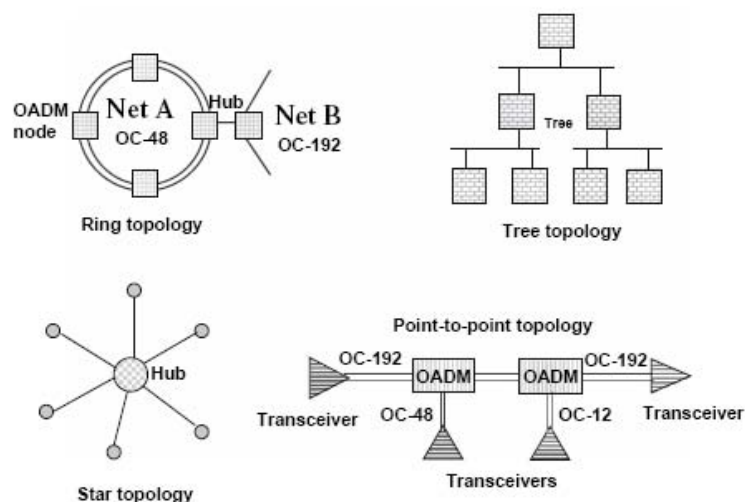 OADM
node
Net A
OC-48
Hub
Net B
OC-192
Ring topology
Tree
Tree topology
Hub
Star topology
Point-to-point topology
OC-192
OADM
OADM
OC-192
Transceiver
OC-48
OC-12
Transceiver
Transceivers